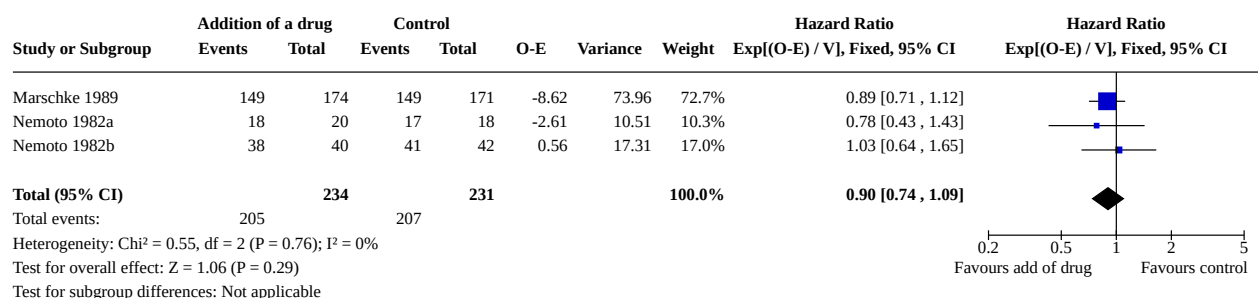 Addition of a drug Control Hazard Ratio Hazard Ratio
Study or Subgroup Events Total Events Total O-E Variance Weight Exp[(O-E) / V], Fixed, 95% CI Exp[(O-E) / V], Fixed, 95% CI
Marschke 1989 149 174 149 171 -8.62 73.96 72.7% 0.89 [0.71 , 1.12]
Nemoto 1982a 18 20 17 18 -2.61 10.51 10.3% 0.78 [0.43 , 1.43]
Nemoto 1982b 38 40 41 42 0.56 17.31 17.0% 1.03 [0.64 , 1.65]
Total (95% CI) 234 231 100.0% 0.90 [0.74 , 1.09]
Total events: 205 207
Heterogeneity: Chi² = 0.55, df = 2 (P = 0.76); I² = 0%
0.2 0.5 1 2 5
Test for overall effect: Z = 1.06 (P = 0.29) Favours add of drug Favours control
Test for subgroup differences: Not applicable